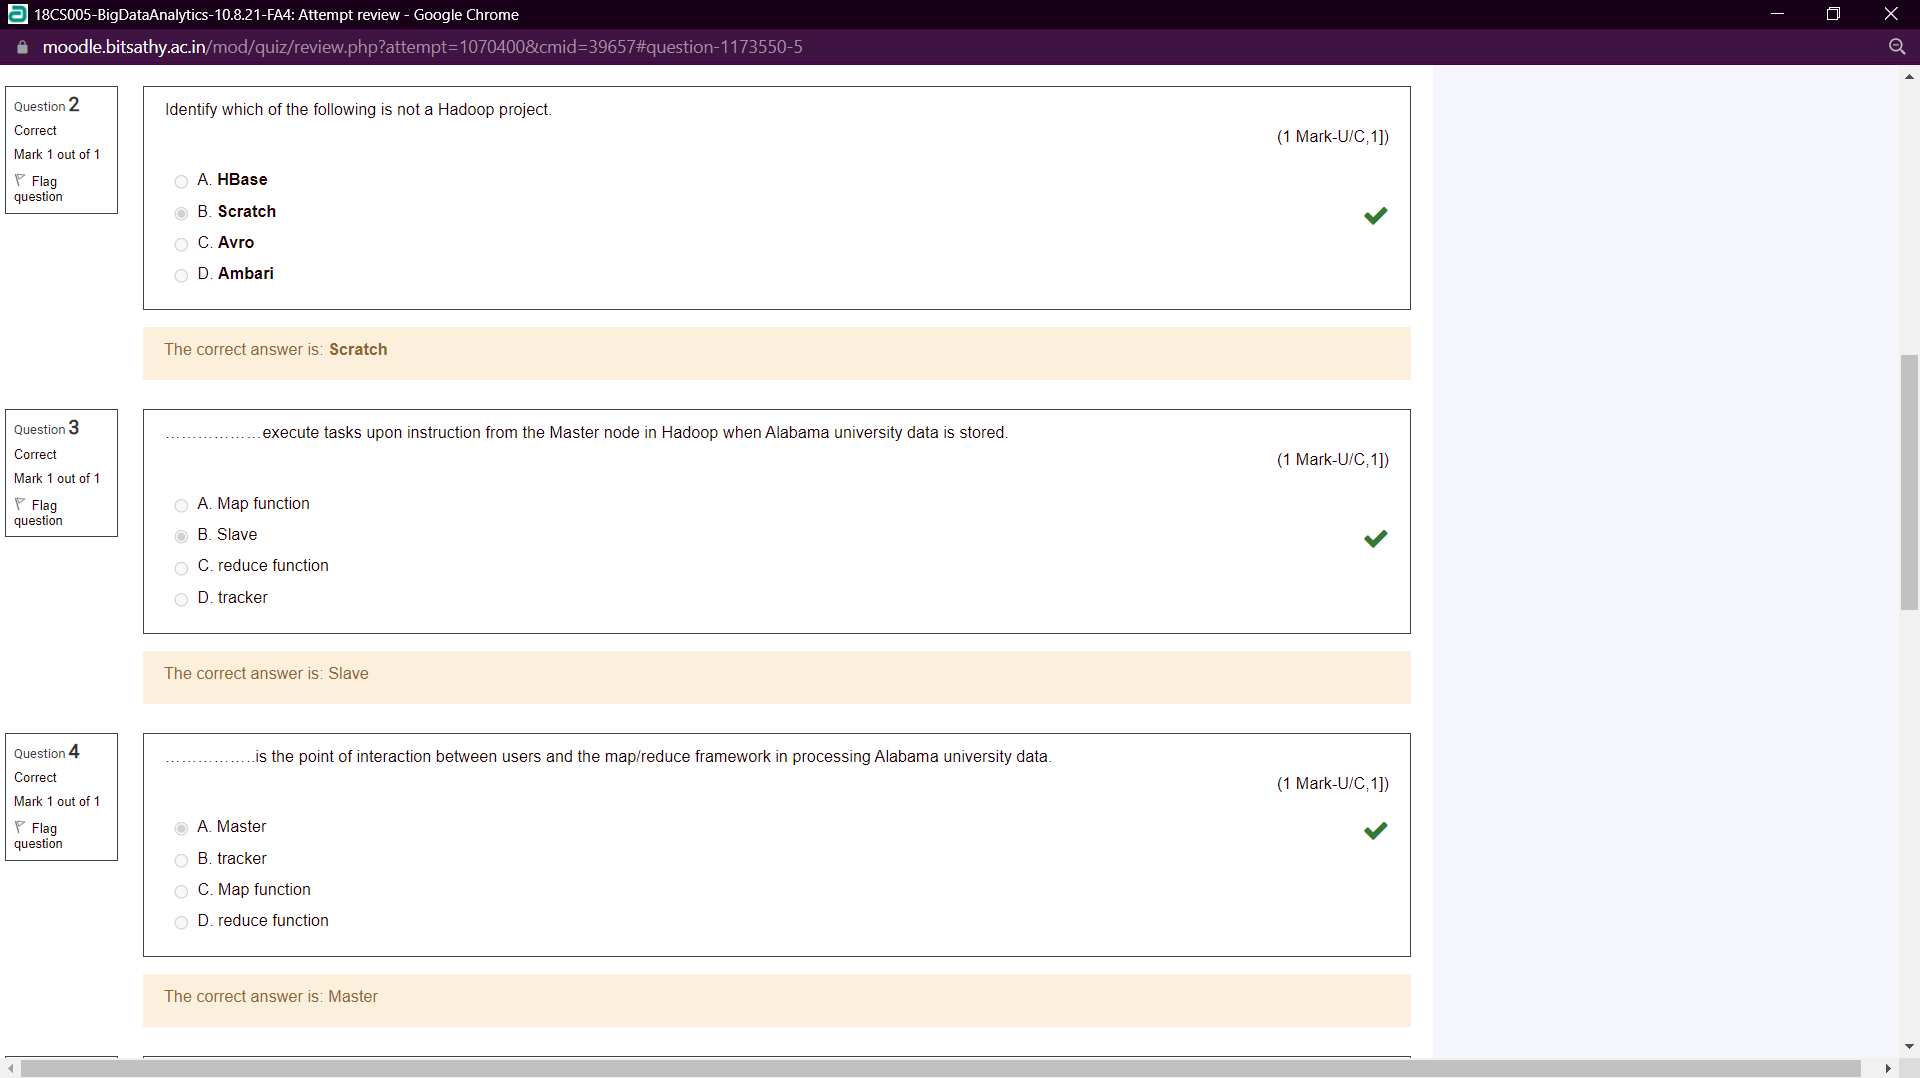 18CS005-BigDataAnalytics-10.8.21-FA4: Attempt review - Google Chrome
moodle.bitsathy.ac.in/mod/quiz/review.php?attempt=1070400&cmid=39657#question-1173550-5
Question 2
Correct
Mark 1 out of 1
Flag
question
Identify which of the following is not a Hadoop project.
(1 Mark-U/C,1])
A. HBase
B. Scratch
C. Avro
D. Ambari
The correct answer is: Scratch
Question 3
Correct
Mark 1 out of 1
Flag
question
………………execute tasks upon instruction from the Master node in Hadoop when Alabama university data is stored.
(1 Mark-U/C,1])
A. Map function
B. Slave
C. reduce function
D. tracker
The correct answer is: Slave
Question 4
Correct
Mark 1 out of 1
Flag
question
……………..is the point of interaction between users and the map/reduce framework in processing Alabama university data.
(1 Mark-U/C,1])
A. Master
B. tracker
C. Map function
D. reduce function
The correct answer is: Master